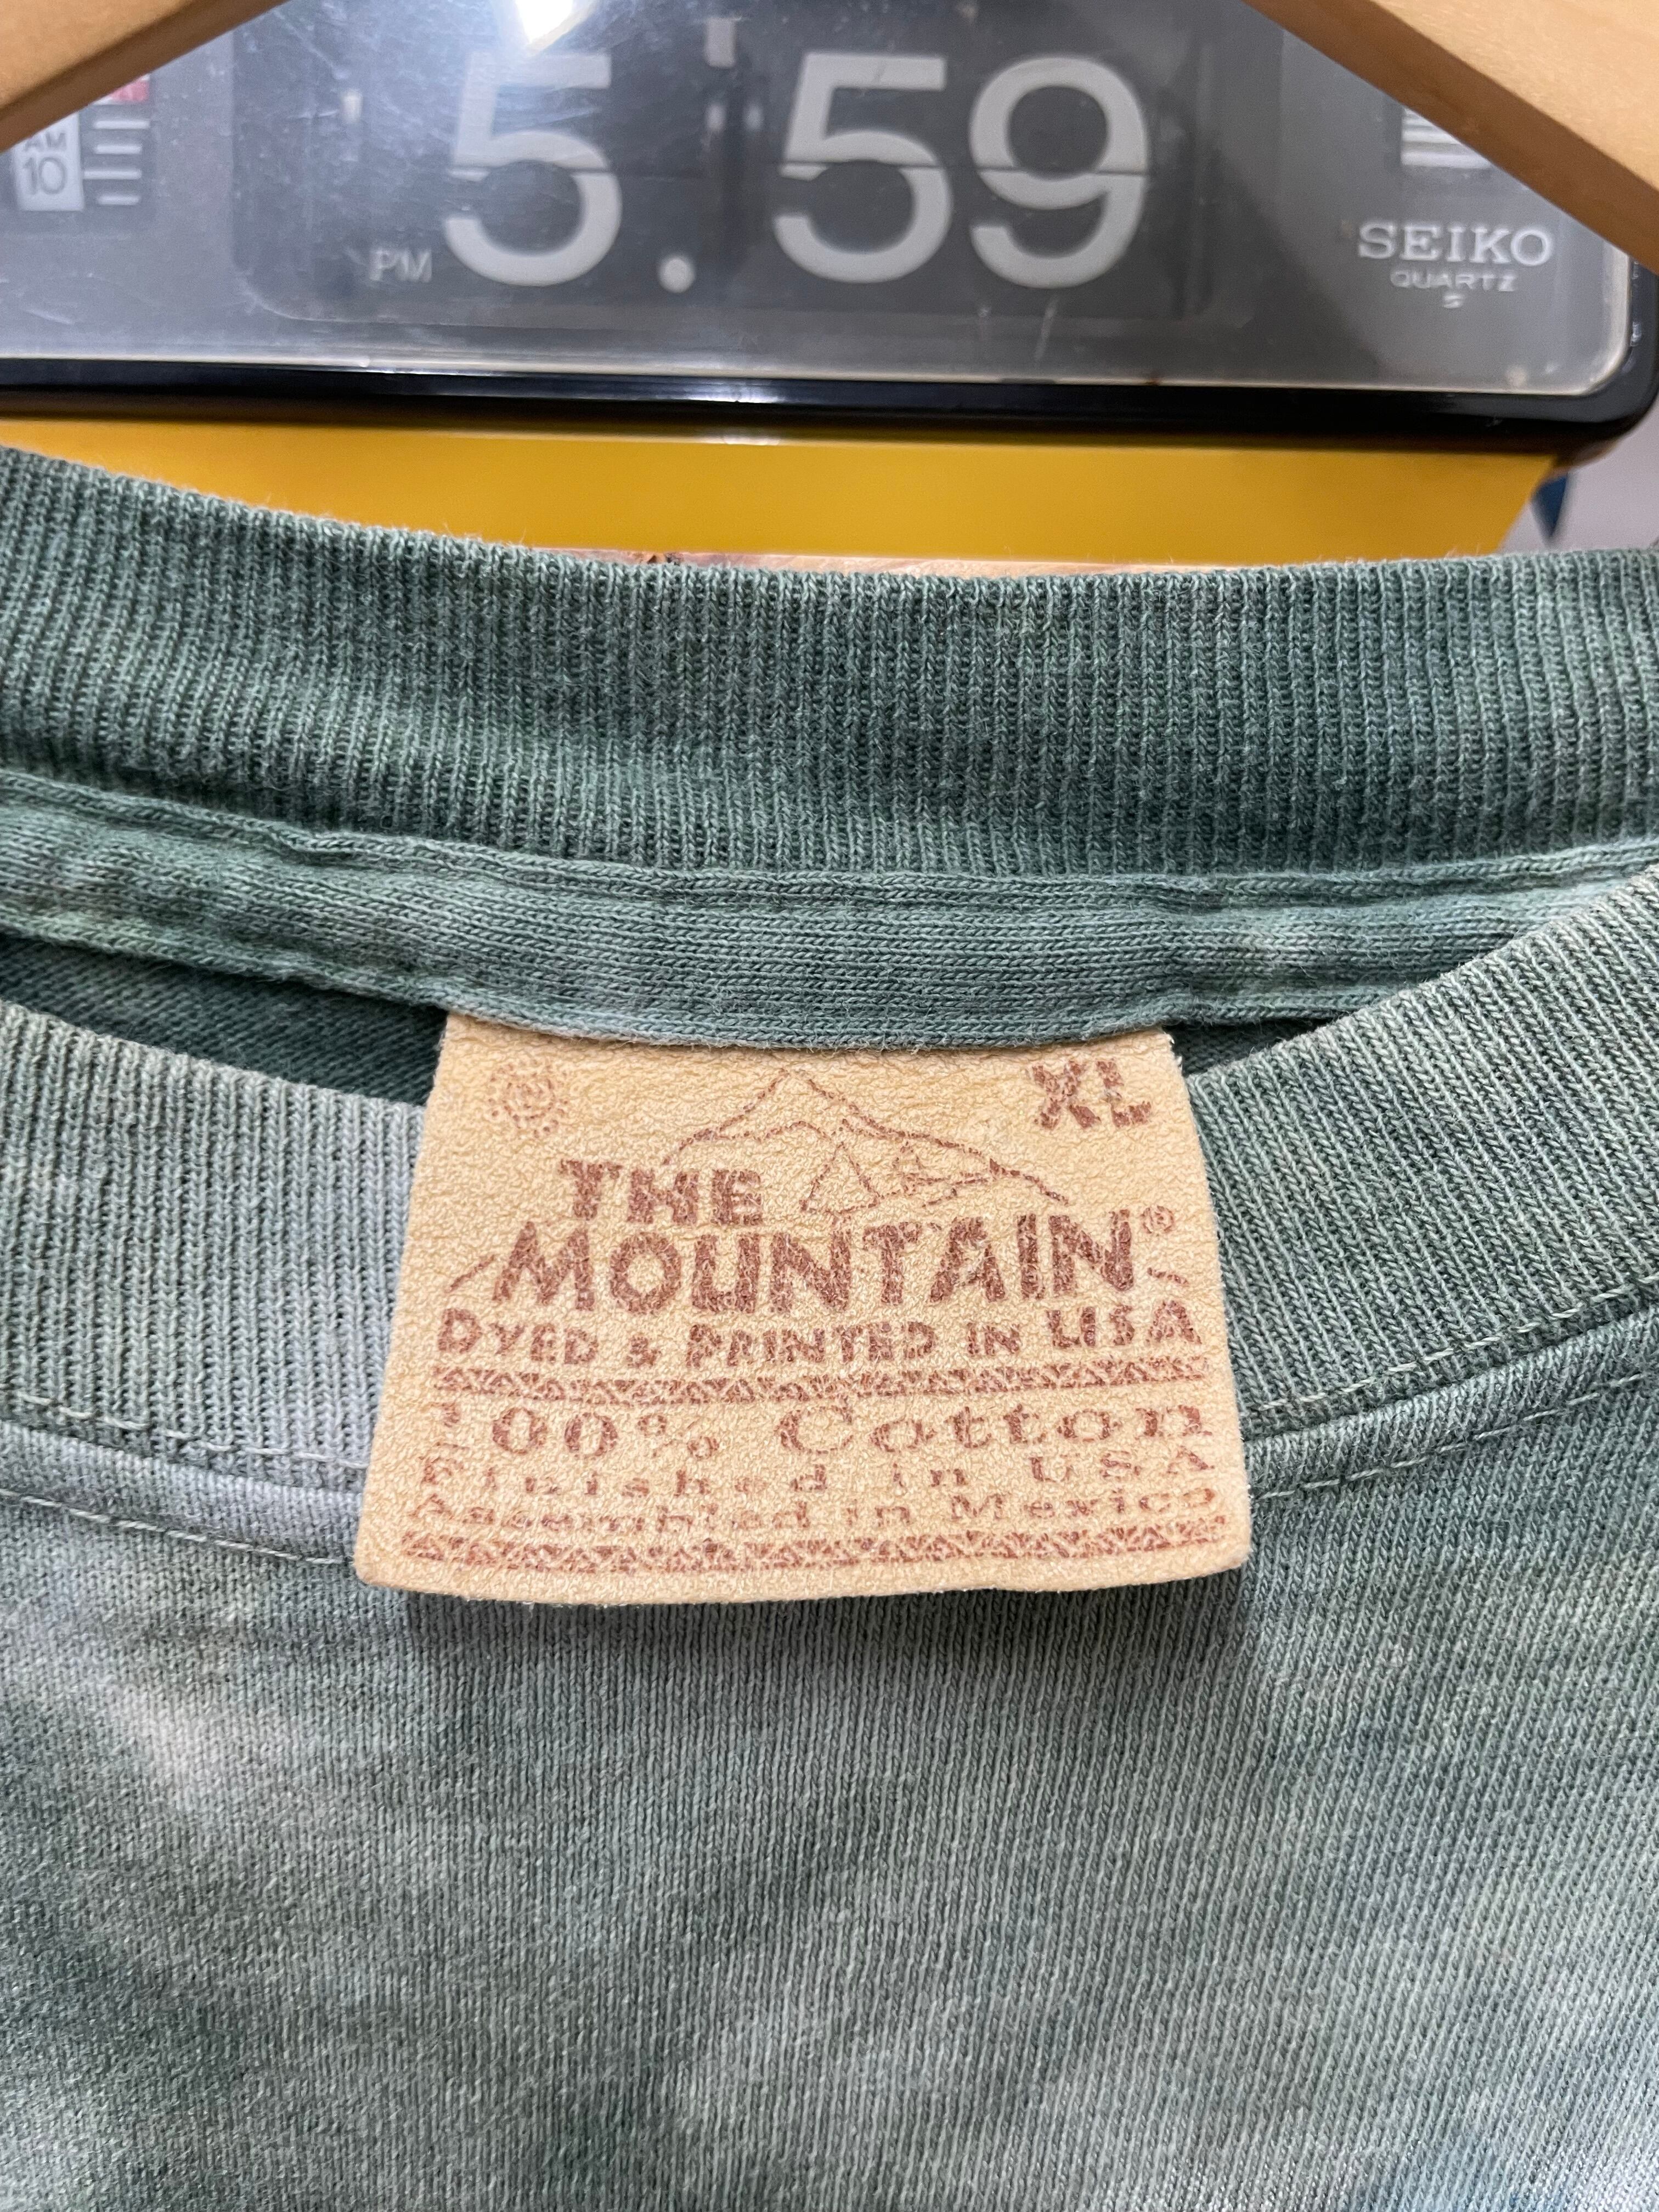 AM
10
PM
5
59
SEIKO
QUARTZ
XL
THE
MOUNTAIN®
DYED & PRINTED IN USA
100% Cotton
Finished in USA
Assembled in Mexico